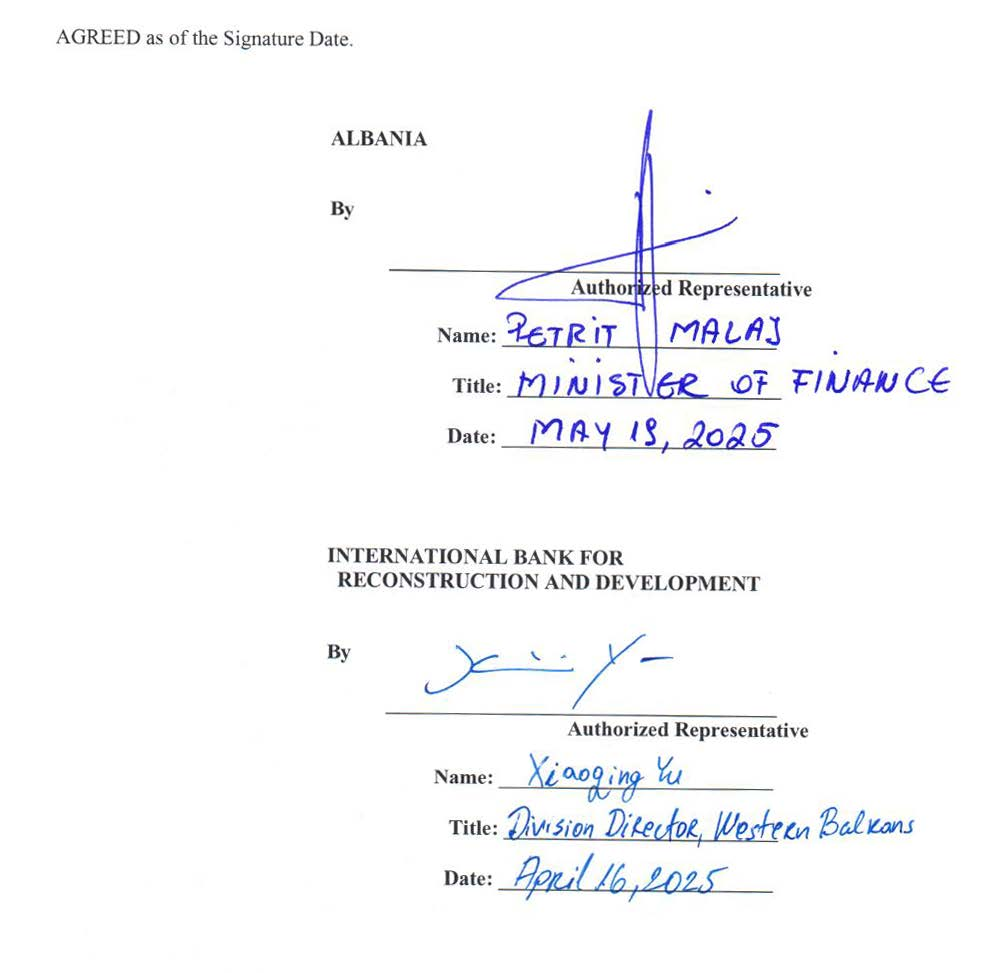 AGREED as of the Signature Date.
ALBANIA
By
Authorized Representative
Name: PETRIT MALAJ
Title: MINISTER OF FINANCE
Date: MAY 19, 2025
INTERNATIONAL BANK FOR
RECONSTRUCTION AND DEVELOPMENT
By
Authorized Representative
Name: Xiaoqing Yu
Title: Division Director, Western Balkans
Date: April 16, 2025